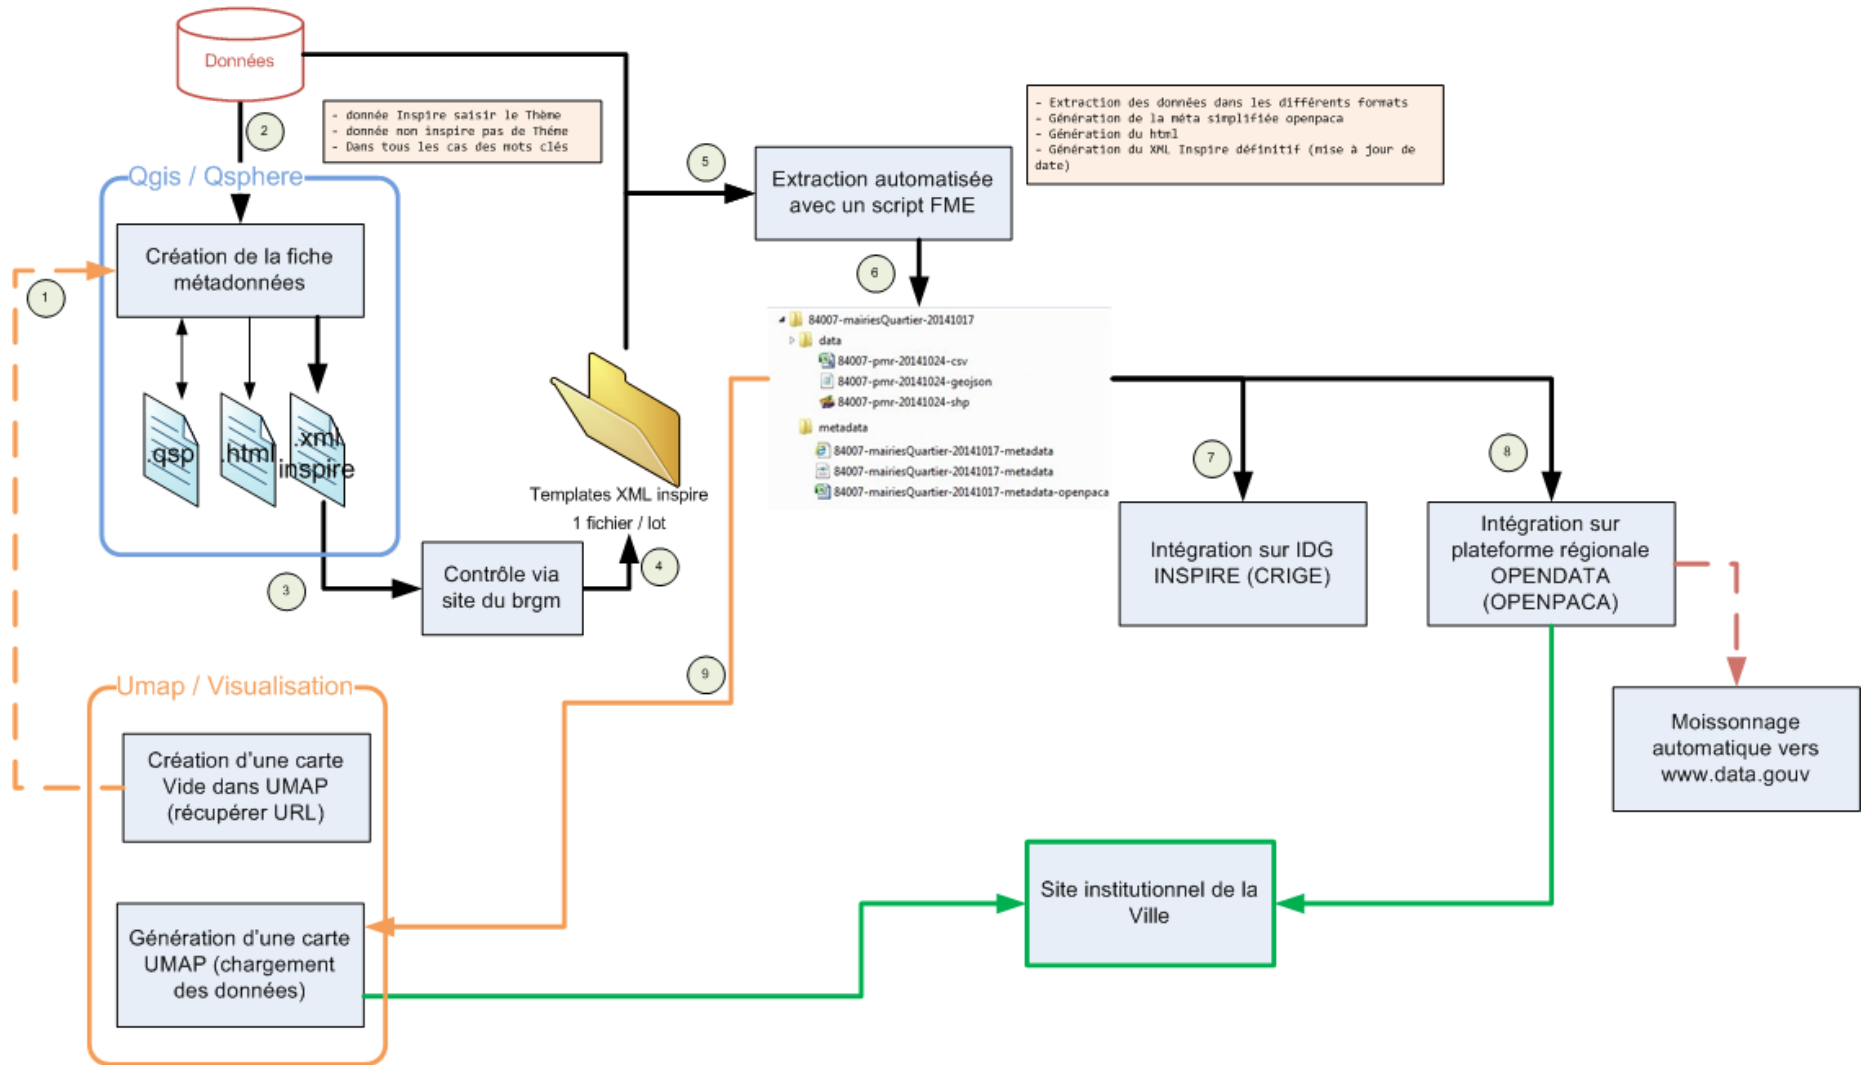 Données
2
- donnée Inspire saisir le Thème
- donnée non inspire pas de Thème
- Dans tous les cas des mots clés
- Extraction des données dans les différents formats
- Génération de la méta simplifiée openpaca
- Génération du html
- Génération du XML Inspire définitif (mise à jour de
date)
5
Extraction automatisée
avec un script FME
Qgis / Qsphere
Création de la fiche
métadonnées
1
6
84007-mairiesQuartier-20141017
data
84007-pmr-20141024-csv
84007-pmr-20141024-geojson
84007-pmr-20141024-shp
metadata
84007-mairiesQuartier-20141017-metadata
84007-mairiesQuartier-20141017-metadata
84007-mairiesQuartier-20141017-metadata-openpaca
.qsp
.html
.xml
inspire
Templates XML inspire
1 fichier / lot
7
8
3
Contrôle via
site du brgm
4
Intégration sur IDG
INSPIRE (CRIGE)
Intégration sur
plateforme régionale
OPENDATA
(OPENPACA)
9
Umap / Visualisation
Création d'une carte
Vide dans UMAP
(récupérer URL)
Moissonnage
automatique vers
www.data.gouv
Génération d'une carte
UMAP (chargement
des données)
Site institutionnel de la
Ville